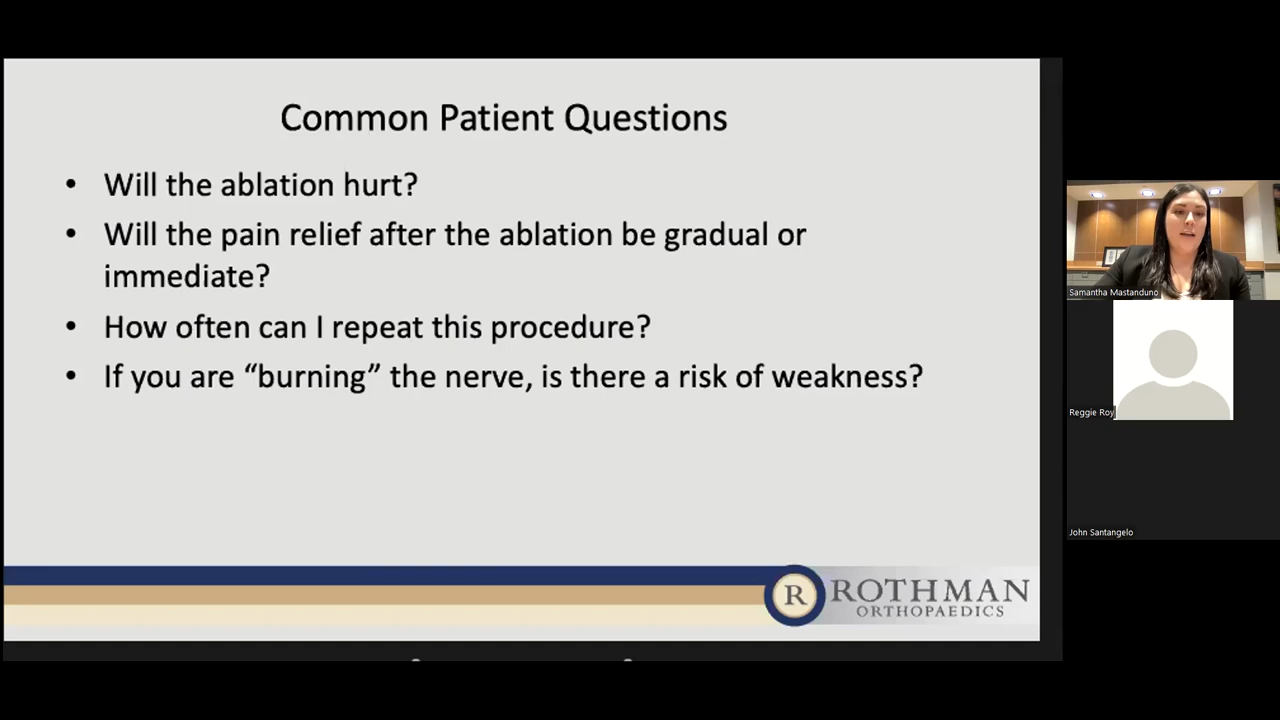 Common Patient Questions
• Will the ablation hurt?
• Will the pain relief after the ablation be gradual or
immediate?
• How often can I repeat this procedure?
• If you are “burning” the nerve, is there a risk of weakness?
R ROTHMAN
ORTHOPAEDICS
Samantha Mastanduno
Reggie Roy
John Santangelo